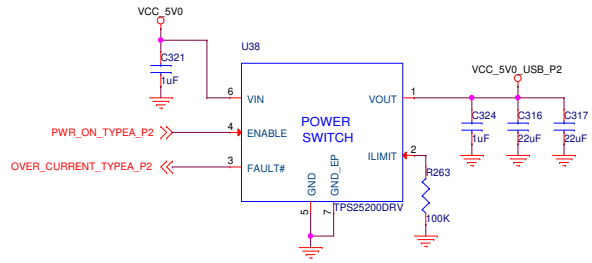 VCC_5V0
U38
C321
1uF
VCC_5V0_USB_P2
6 VIN
VOUT 1
C324
C316
C317
1uF
22uF
22uF
POWER
SWITCH
PWR_ON_TYPEA_P2
4 ENABLE
ILIMIT 2
OVER_CURRENT_TYPEA_P2
3 FAULT#
R263
100K
GND
GND_EP
5
7
TPS25200DRV